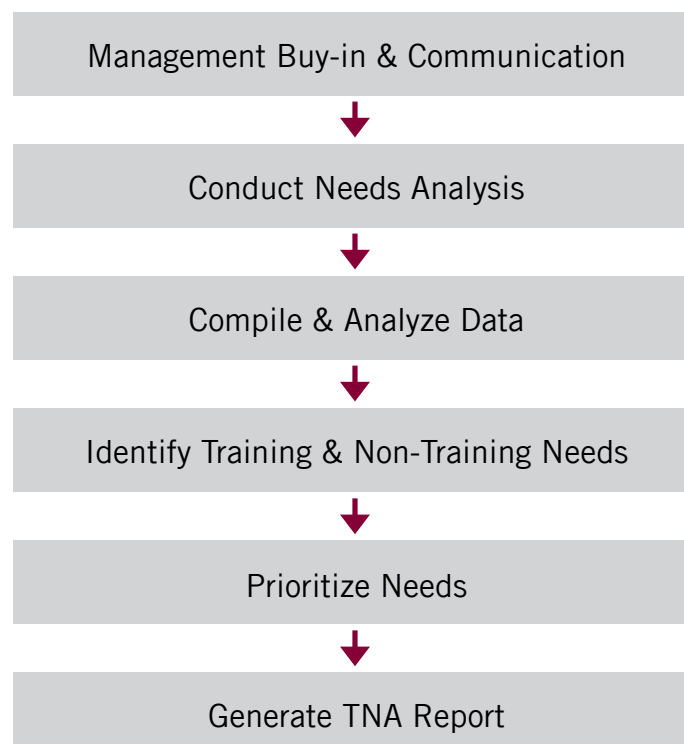 Management Buy-in & Communication
Conduct Needs Analysis
Compile & Analyze Data
Identify Training & Non-Training Needs
Prioritize Needs
Generate TNA Report